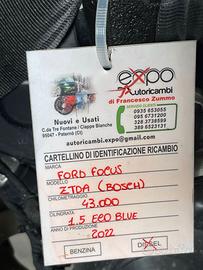 expo
Autoricambi
di Francesco Zummo
Nuovi e Usati
C.da Tre Fontane / Ciappe Bianche
95047 - Paternò (Ct)
0935 653055
095 6731200
328 3738599
389 6523131
autoricambi.expo@gmail.com
CARTELLINO DI IDENTIFICAZIONE RICAMBIO
MARCA
FORD FOCUS
MODELLO
ZTDA (BOSCH)
CHILOMETRAGGIO
43.000
CILINDRATA
1.5 ECO BLUE
ANNO DI PRODUZIONE
2022
BENZINA
DIESEL